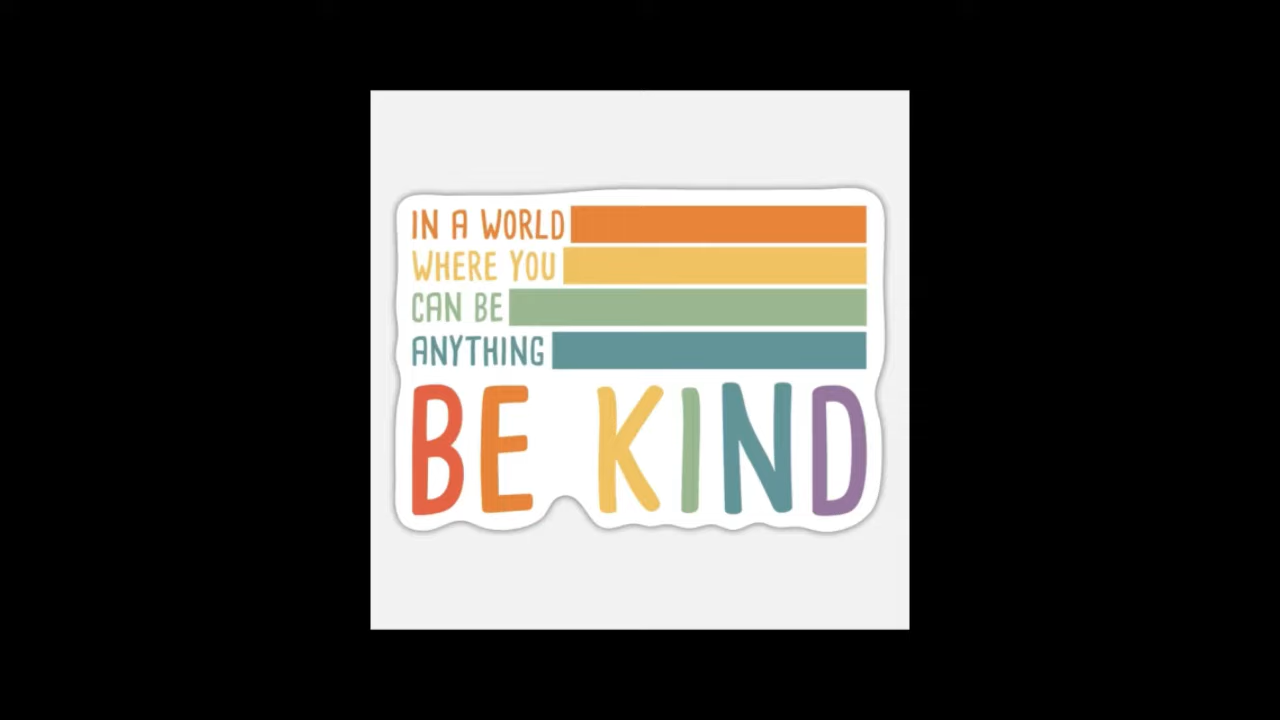 IN A WORLD
WHERE YOU
CAN BE
ANYTHING
BE KIND